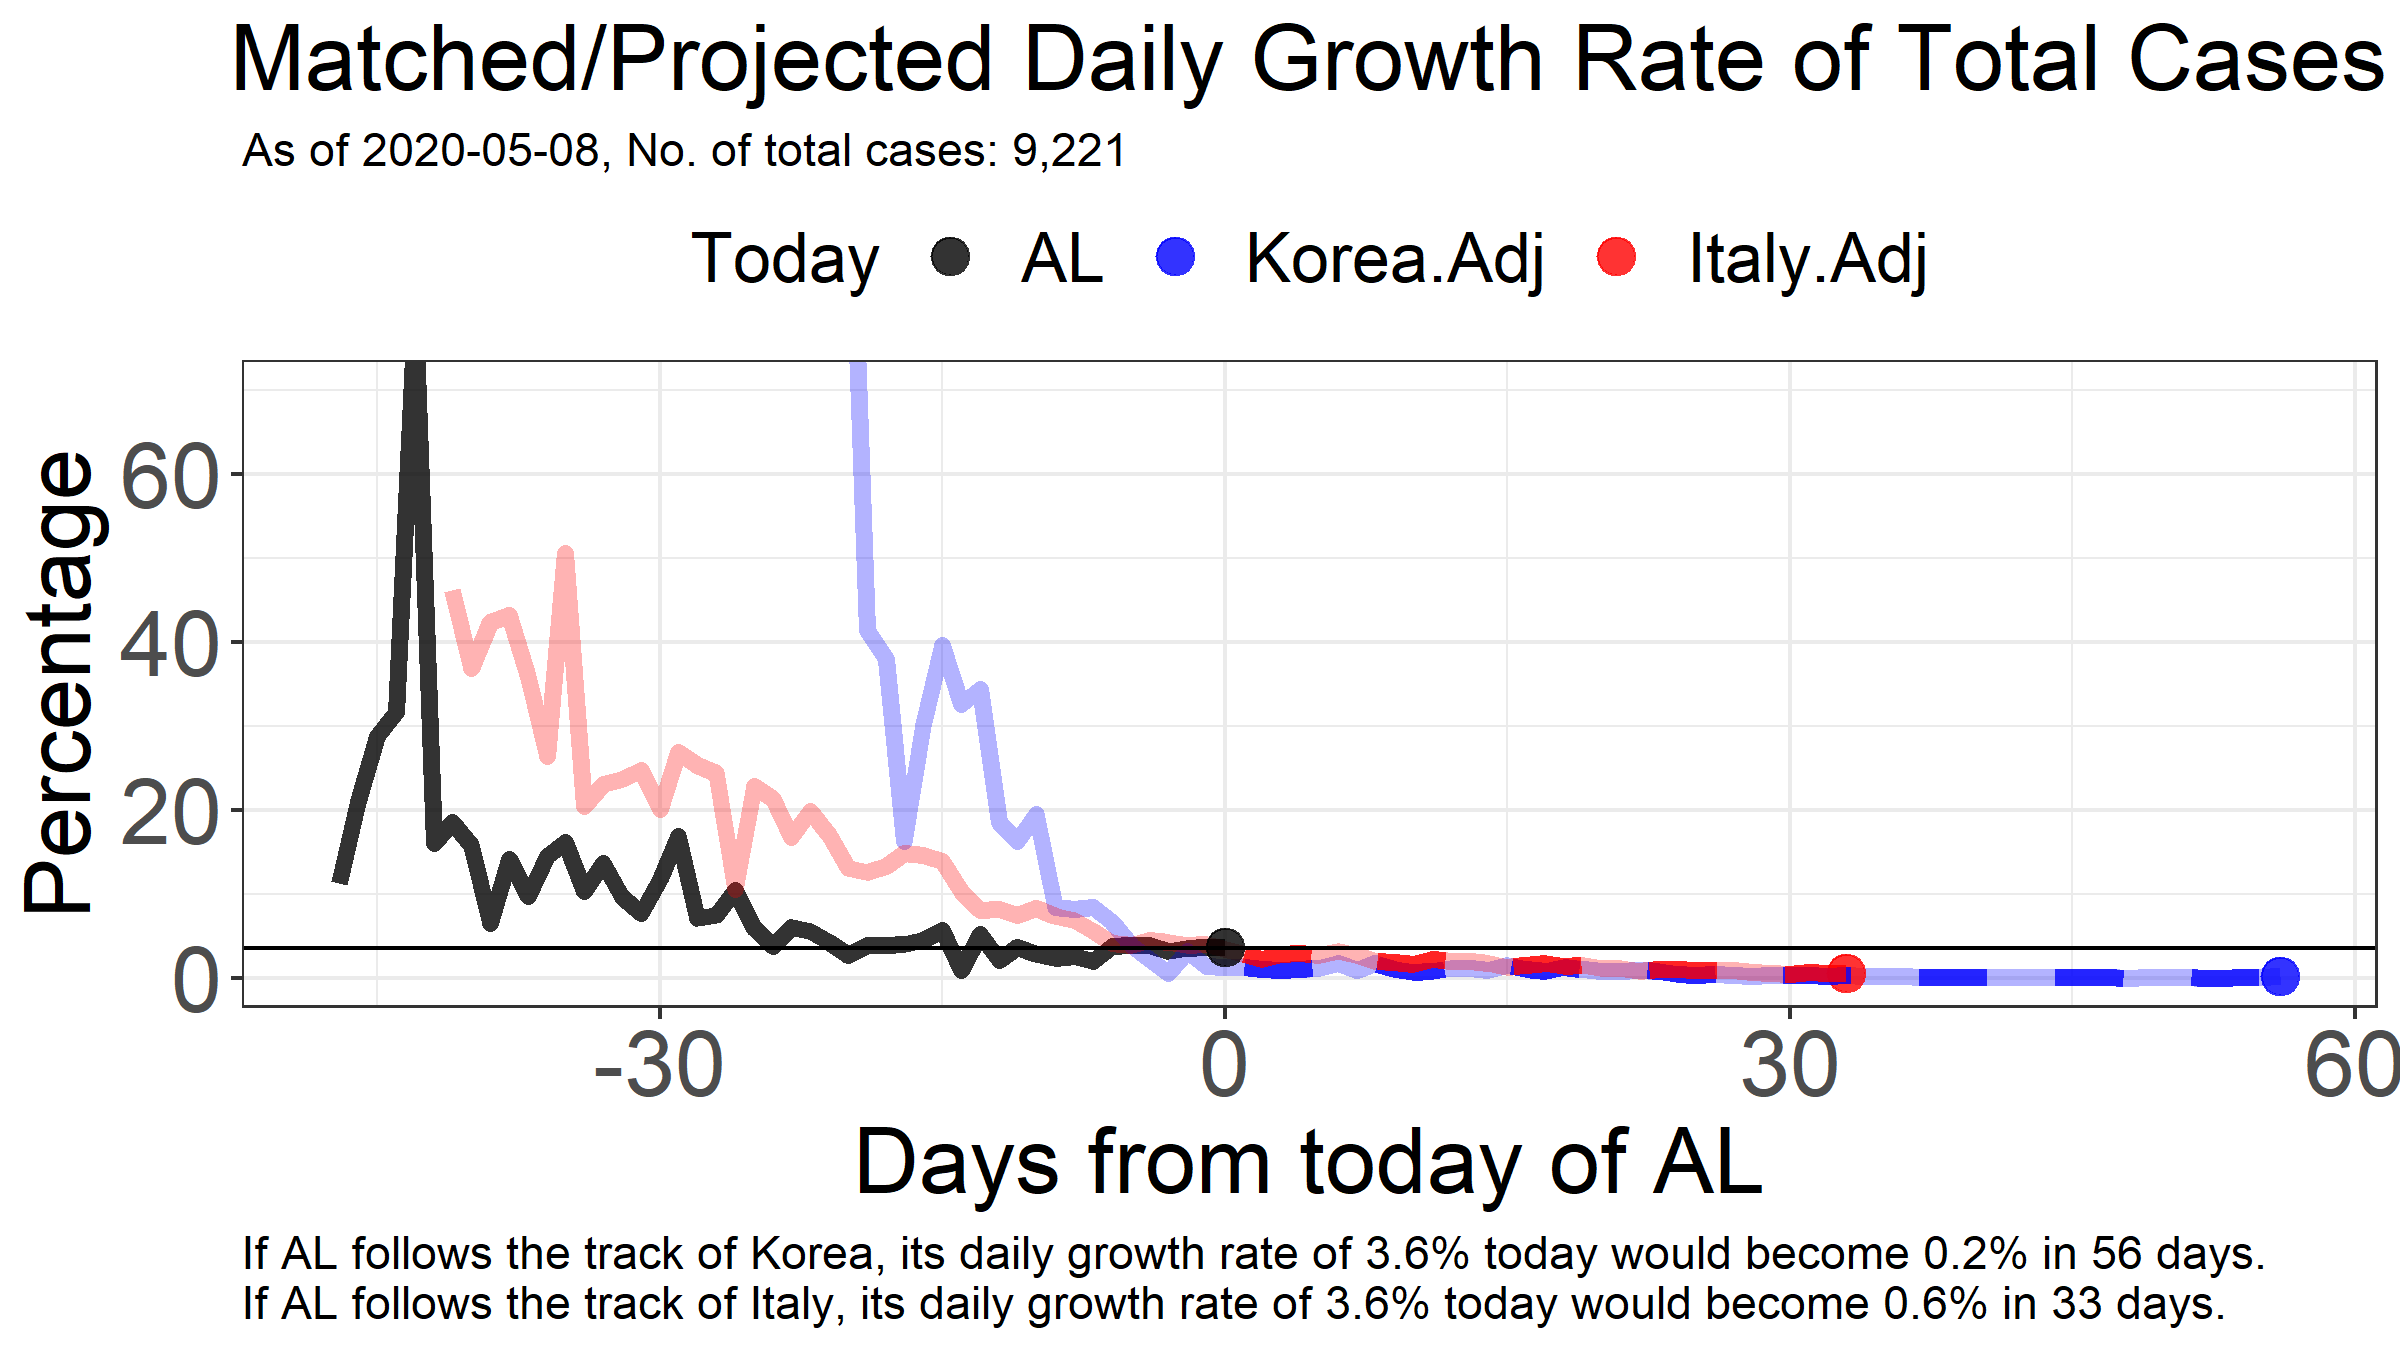 Matched/Projected Daily Growth Rate of Total Cases
As of 2020-05-08, No. of total cases: 9,221
Today AL Korea.Adj Italy.Adj
Percentage
60
40
20
0
-30 0 30 60
Days from today of AL
If AL follows the track of Korea, its daily growth rate of 3.6% today would become 0.2% in 56 days.
If AL follows the track of Italy, its daily growth rate of 3.6% today would become 0.6% in 33 days.